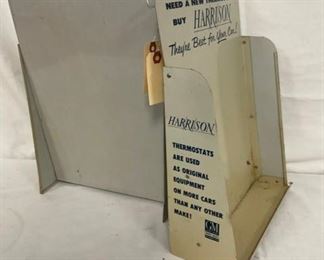 NEED A NEW
BUY HARRISON
They're Best for Your Car!
HARRISON
THERMOSTATS
ARE USED
AS ORIGINAL
EQUIPMENT
ON MORE CARS
THAN ANY OTHER
MAKE!
GM